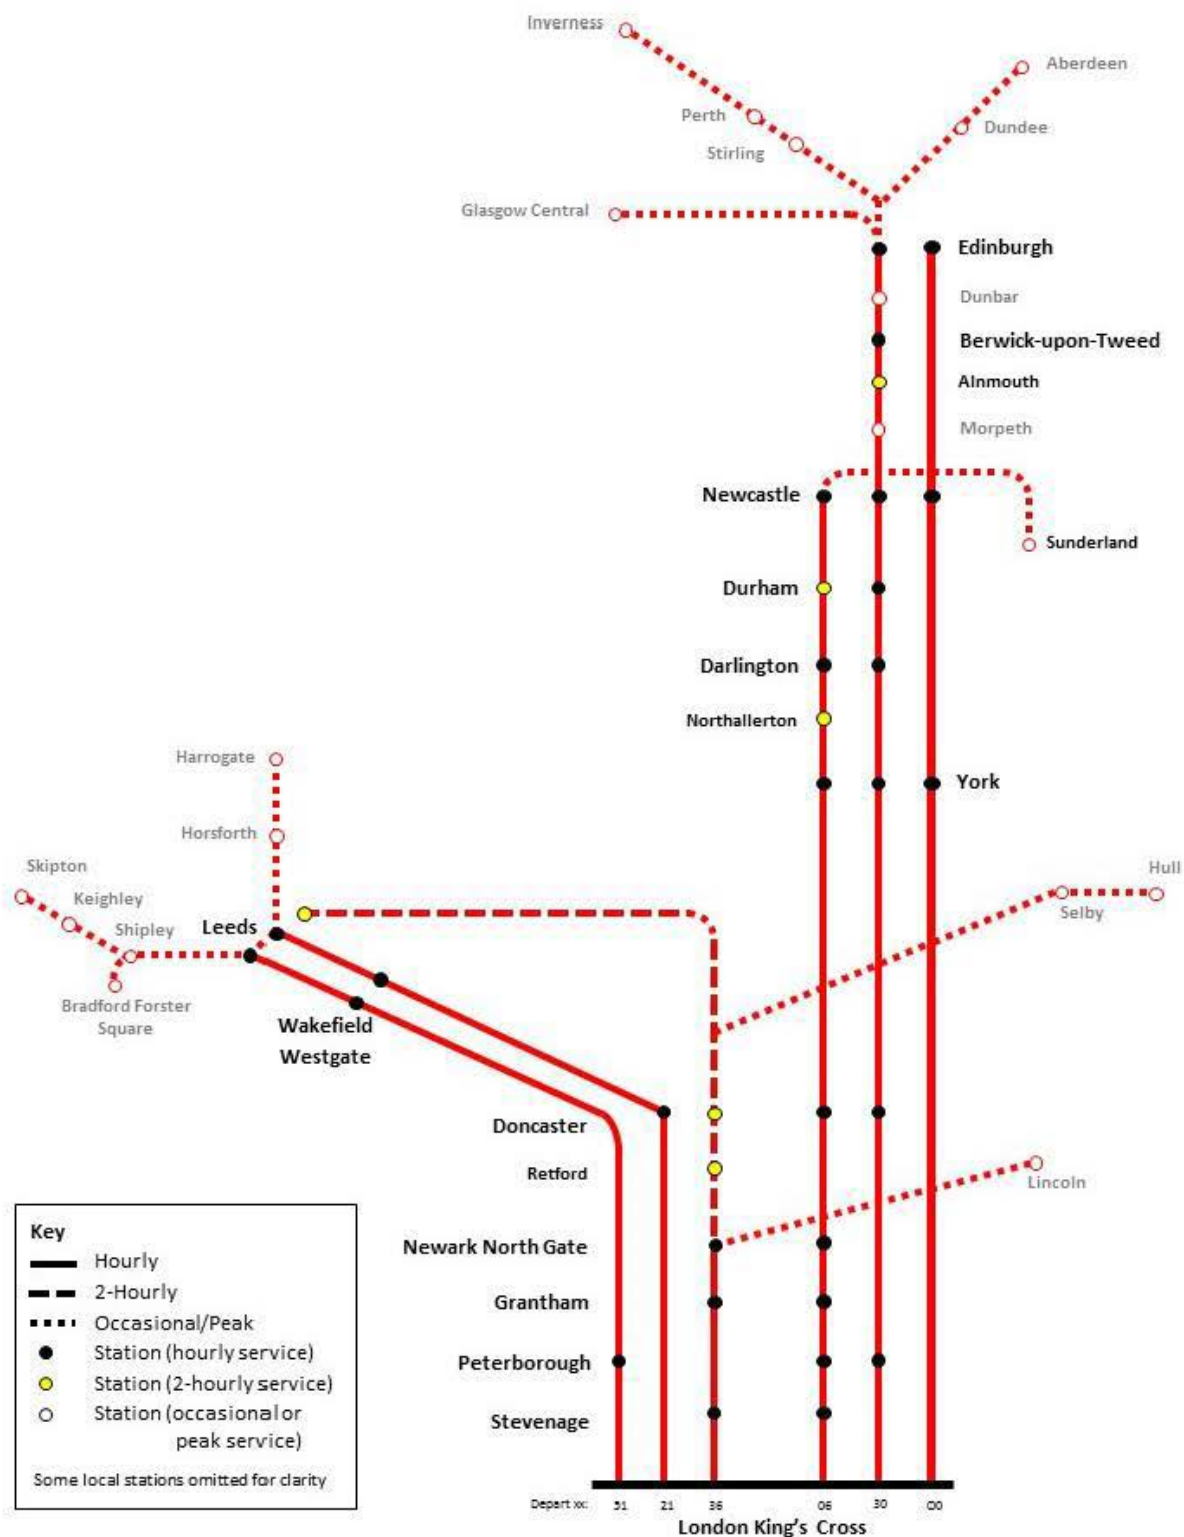 Inverness
Aberdeen
Perth
Dundee
Stirling
Glasgow Central
Edinburgh
Dunbar
Berwick-upon-Tweed
Alnmouth
Morpeth
Newcastle
Sunderland
Durham
Darlington
Northallerton
Harrogate
York
Horsforth
Skipton
Hull
Keighley
Selby
Shipley
Leeds
Bradford Forster
Square
Wakefield
Westgate
Doncaster
Retford
Lincoln
Newark North Gate
Grantham
Peterborough
Stevenage
Key
Hourly
2-Hourly
Occasional/Peak
Station (hourly service)
Station (2-hourly service)
Station (occasional or
peak service)
Some local stations omitted for clarity
Depart xx: 51 21 36 06 30 00
London King's Cross